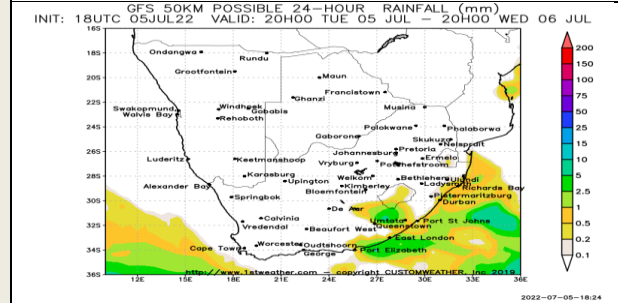 GFS 50KM POSSIBLE 24-HOUR RAINFALL (mm)
INIT: 18UTC 05JUL22 VALID: 20H00 TUE 05 JUL - 20H00 WED 06 JUL
16S
Ondangwa
Rundu
200
Grootfontein
150
20S
Maun
100
Francistown
75
22S
Ghanzi
Musina
Swakopmund
Windhoek
Gobabis
50
Walvis Bay
Rehoboth
Polokwane
Phalaborwa
25
24S
Gaborone
Skukuza
15
26S
Johannesburg
Pretoria
Nelspruit
10
Luderitz
Keetmanshoop
Vryburg
Potchefstroom
Ermelo
5
28S
Karasburg
Welkom
Bethlehem
Ulundi
2.5
Alexander Bay
Upington
Kimberley
Ladysmith
Richards Bay
Bloemfontein
1
30S
Springbok
Pietermaritzburg
Durban
De Aar
0.5
Calvinia
Umtata
Port St Johns
32S
Vredendal
Beaufort West
Queenstown
0.2
East London
34S
Cape Town
Worcester
Oudtshoorn
Port Elizabeth
0.1
George
36S
http://www.1stweather.com - copyright CUSTOMWEATHER, Inc 2019
12E 15E 18E 21E 24E 27E 30E 33E 36E
2022-07-05-18:24